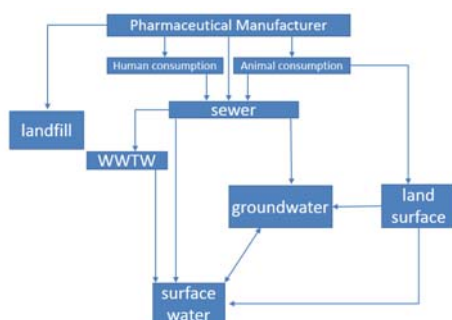 Pharmaceutical Manufacturer
Human consumption
Animal consumption
sewer
landfill
WWTW
groundwater
land
surface
surface
water